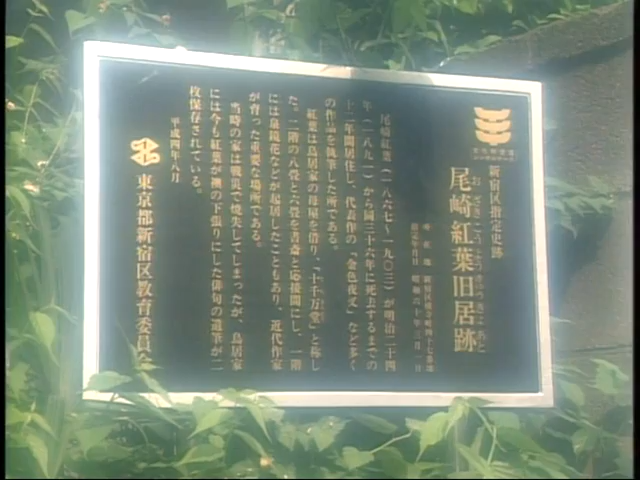 新宿区指定史跡
尾崎紅葉旧居跡
尾崎紅葉(一八六七~一九〇三)が明治二十四
年(一八九一)から同三十六年に死去するまでの
十二年間居住し、代表作の「金色夜叉」など多く
の作品を執筆した所である。
紅葉は鳥居家の母屋を借り、「十千万堂」と称し
た。二階の八畳と六畳を書斎と応接間にし、一階
には泉鏡花などが起居したこともあり、近代作家
が育った重要な場所である。
当時の家は戦災で焼失してしまったが、鳥居家
には今も紅葉が襖の下張りにした俳句の遺筆が二
枚保存されている。
平成四年八月
東京都新宿区教育委員会